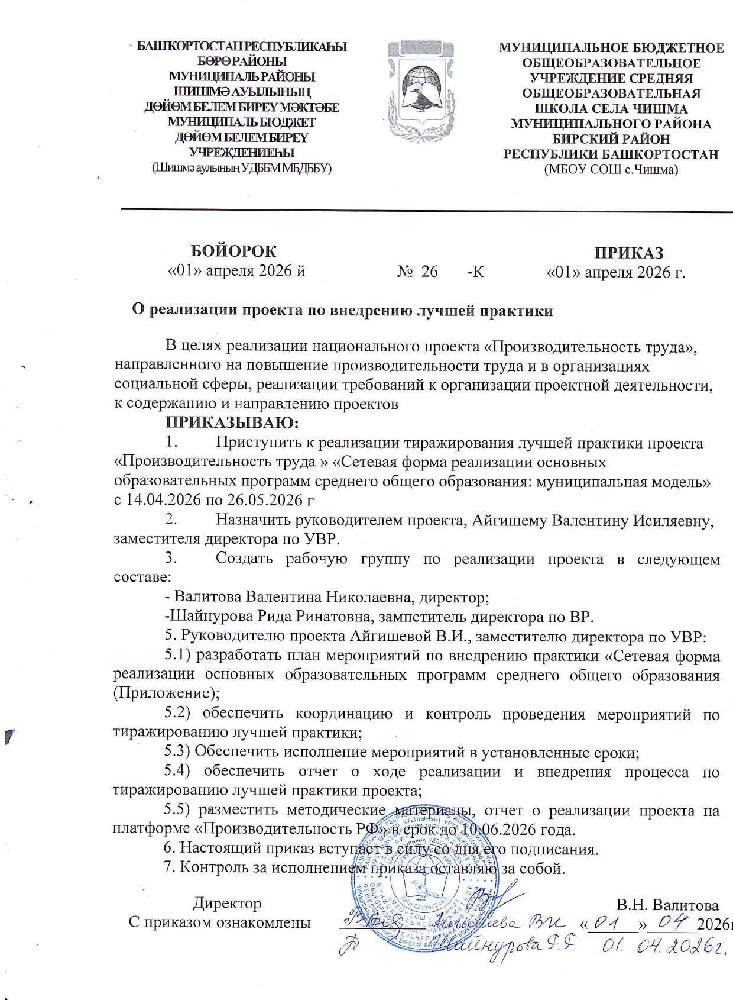 БАШҠОРТОСТАН РЕСПУБЛИКАҺЫ
БӨРӨ РАЙОНЫ
МУНИЦИПАЛЬ РАЙОНЫ
ШИШМӘ АУЫЛЫНЫҢ
ДӨЙӨМ БЕЛЕМ БИРЕҮ МӘКТӘБЕ
МУНИЦИПАЛЬ БЮДЖЕТ
ДӨЙӨМ БЕЛЕМ БИРЕҮ
УЧРЕЖДЕНИЕҺЫ
(Шишмә аулының УДББМ МБДББУ)
МУНИЦИПАЛЬНОЕ БЮДЖЕТНОЕ
ОБЩЕОБРАЗОВАТЕЛЬНОЕ
УЧРЕЖДЕНИЕ СРЕДНЯЯ
ОБЩЕОБРАЗОВАТЕЛЬНАЯ
ШКОЛА СЕЛА ЧИШМА
МУНИЦИПАЛЬНОГО РАЙОНА
БИРСКИЙ РАЙОН
РЕСПУБЛИКИ БАШКОРТОСТАН
(МБОУ СОШ с.Чишма)
БОЙОРОК ПРИКАЗ
«01» апреля 2026 й № 26 -К «01» апреля 2026 г.
О реализации проекта по внедрению лучшей практики
В целях реализации национального проекта «Производительность труда»,
направленного на повышение производительности труда и в организациях
социальной сферы, реализации требований к организации проектной деятельности,
к содержанию и направлению проектов
ПРИКАЗЫВАЮ:
1. Приступить к реализации тиражирования лучшей практики проекта
«Производительность труда » «Сетевая форма реализации основных
образовательных программ среднего общего образования: муниципальная модель»
с 14.04.2026 по 26.05.2026 г
2. Назначить руководителем проекта, Айгишему Валентину Исиляевну,
заместителя директора по УВР.
3. Создать рабочую группу по реализации проекта в следующем
составе:
- Валитова Валентина Николаевна, директор;
-Шайнурова Рида Ринатовна, зампститель директора по ВР.
5. Руководителю проекта Айгишевой В.И., заместителю директора по УВР:
5.1) разработать план мероприятий по внедрению практики «Сетевая форма
реализации основных образовательных программ среднего общего образования
(Приложение);
5.2) обеспечить координацию и контроль проведения мероприятий по
тиражированию лучшей практики;
5.3) Обеспечить исполнение мероприятий в установленные сроки;
5.4) обеспечить отчет о ходе реализации и внедрения процесса по
тиражированию лучшей практики проекта;
5.5) разместить методические материалы, отчет о реализации проекта на
платформе «Производительность РФ» в срок до 10.06.2026 года.
6. Настоящий приказ вступает в силу со дня его подписания.
7. Контроль за исполнением приказа оставляю за собой.
Директор В.Н. Валитова
С приказом ознакомлены «01» 04 2026г
Шайнурова Р.Р. 01. 04. 2026г.
ИНН 0213002443
(МБОУ СОШ с. Чишма)